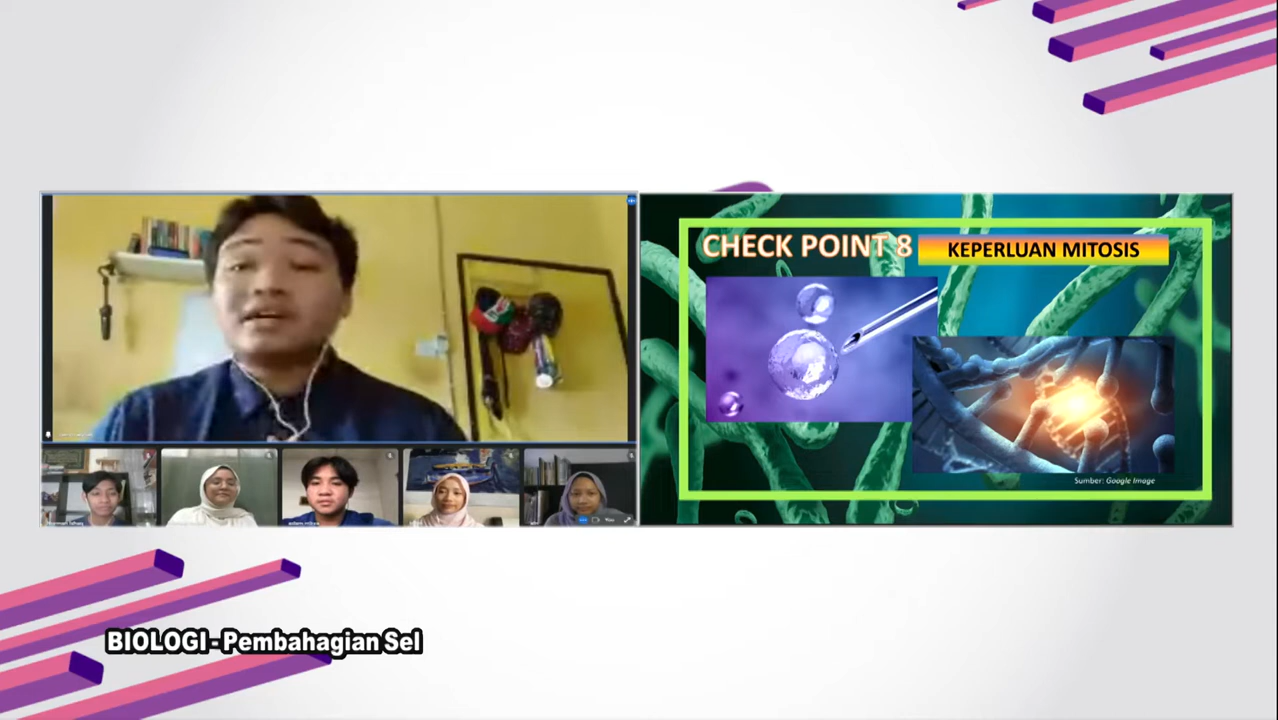 CHECK POINT 8
KEPERLUAN MITOSIS
Sumber: Google Image
BIOLOGI - Pembahagian Sel